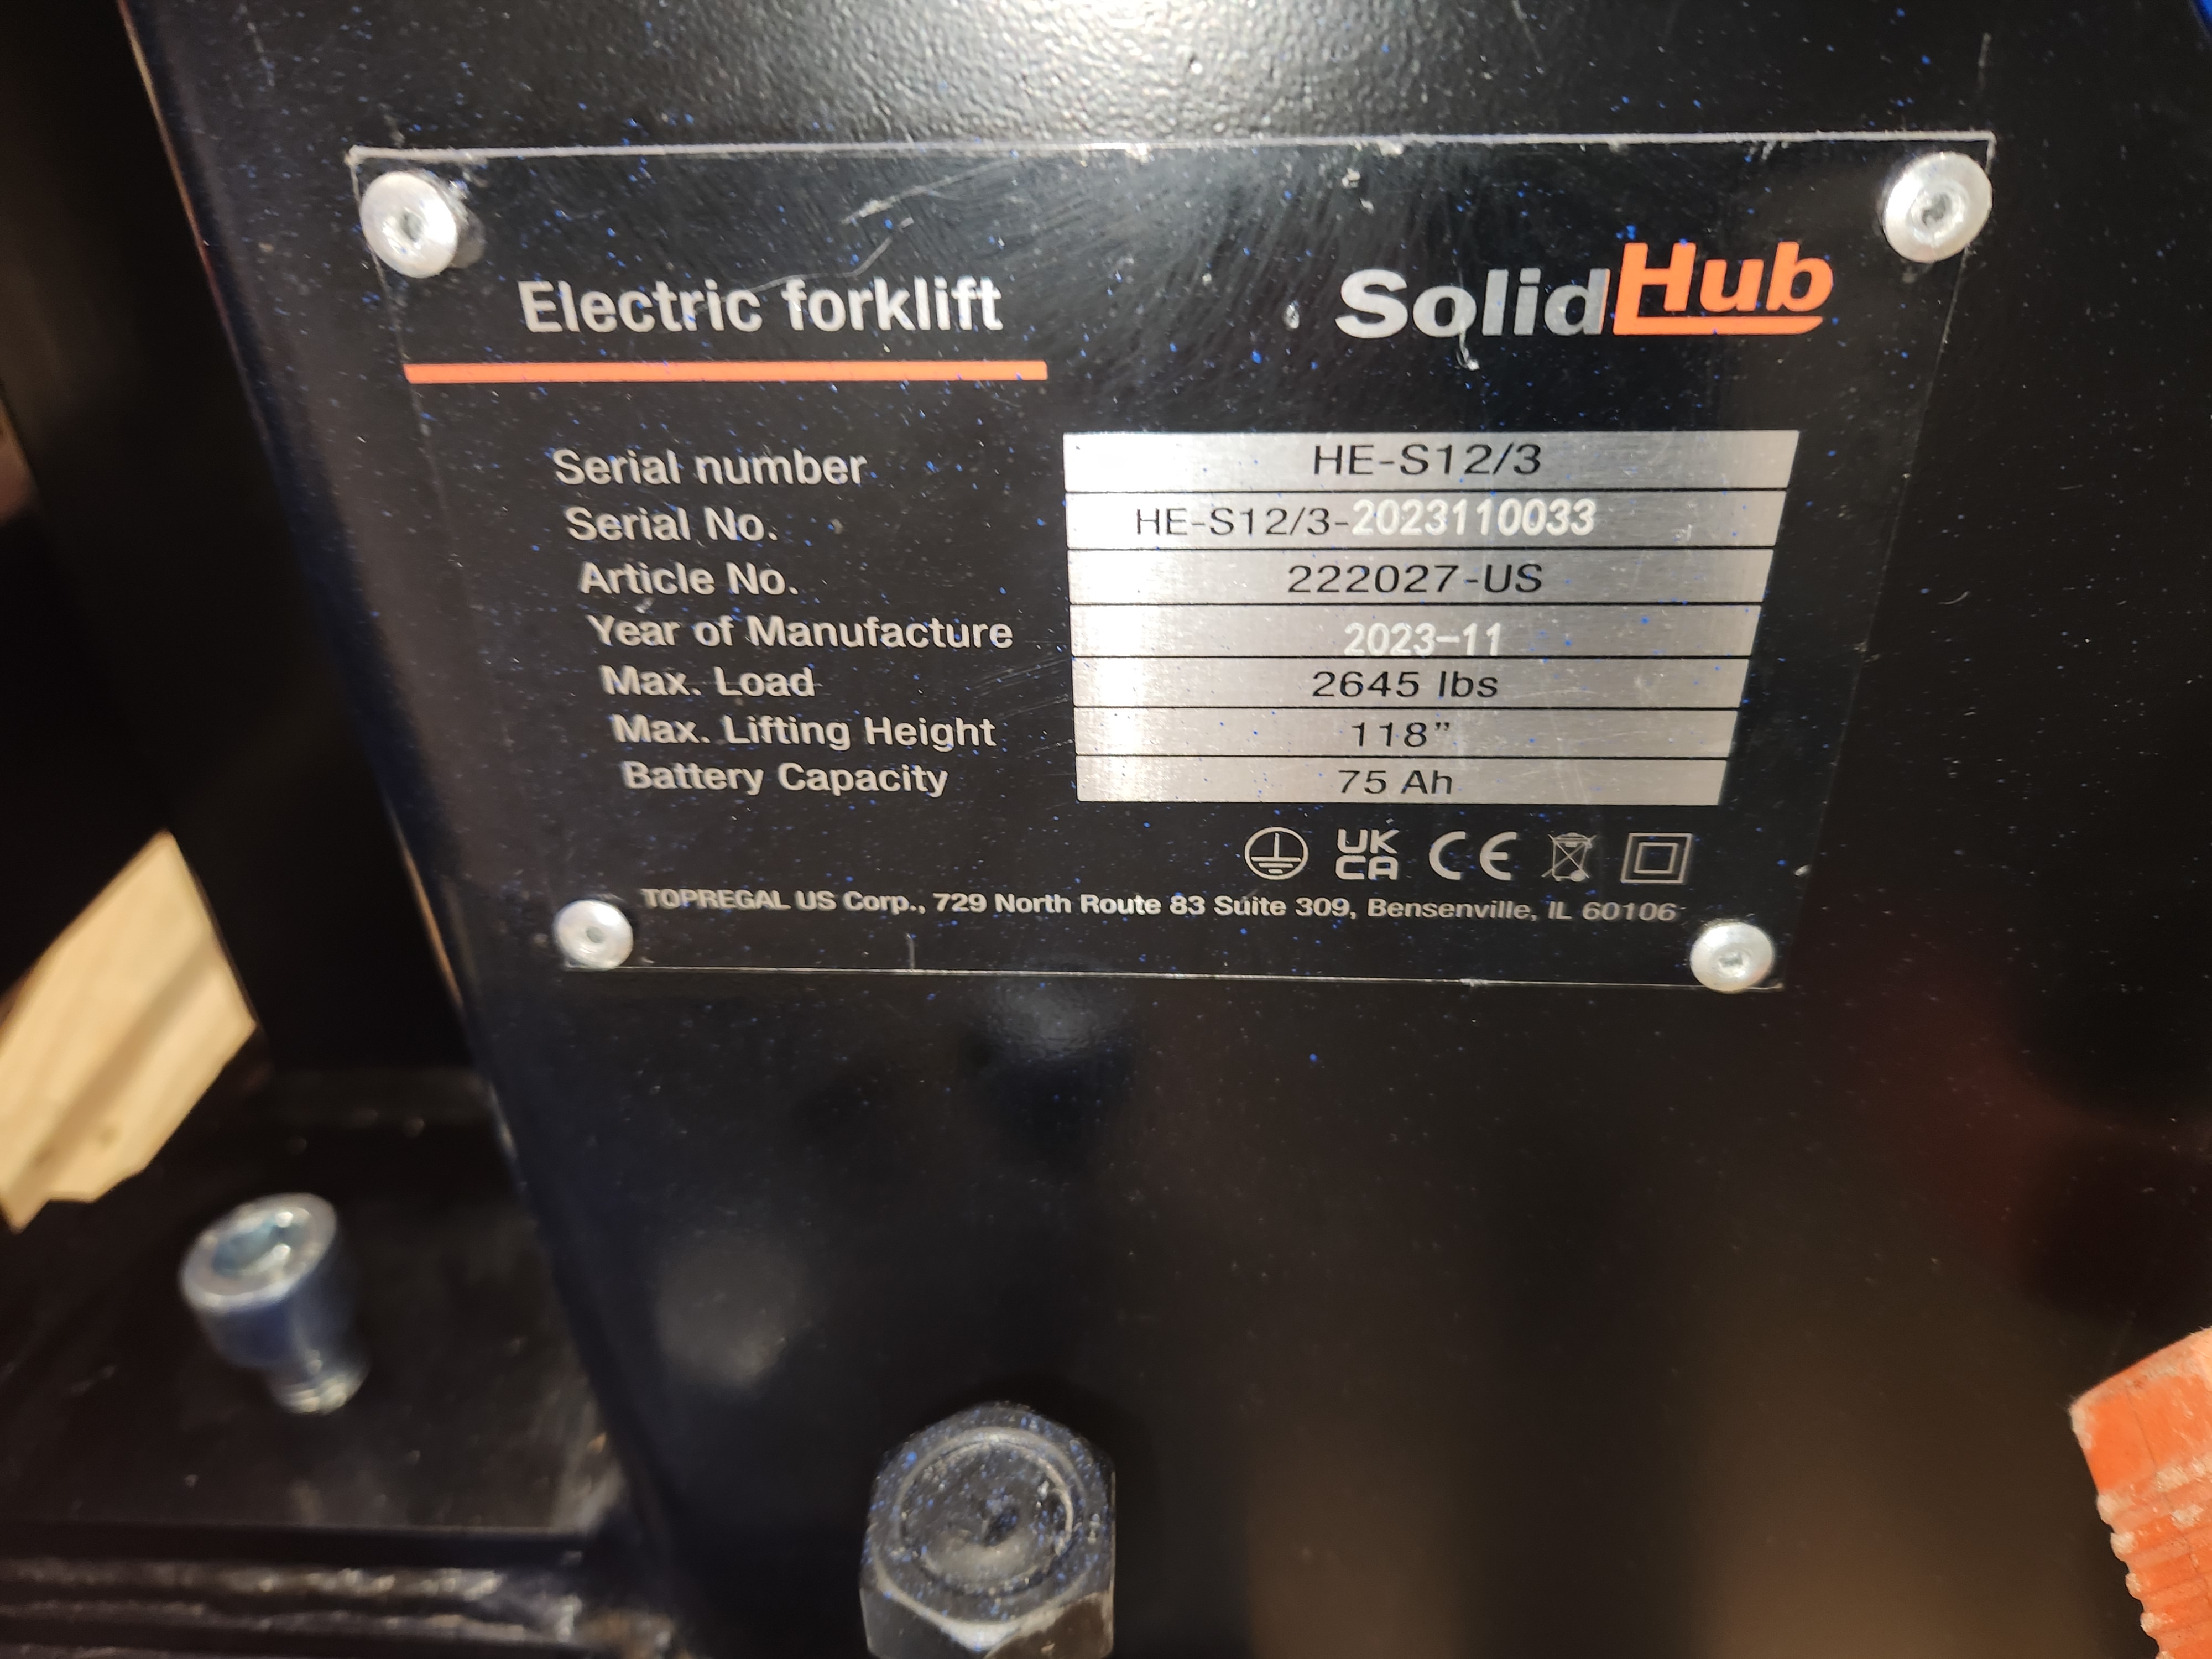 Electric forklift
SolidHub
Serial number HE-S12/3
Serial No. HE-S12/3-2023110033
Article No. 222027-US
Year of Manufacture 2023-11
Max. Load 2645 lbs
Max. Lifting Height 118”
Battery Capacity 75 Ah
UK
CA CE
TOPREGAL US Corp., 729 North Route 83 Suite 309, Bensenville, IL 60106